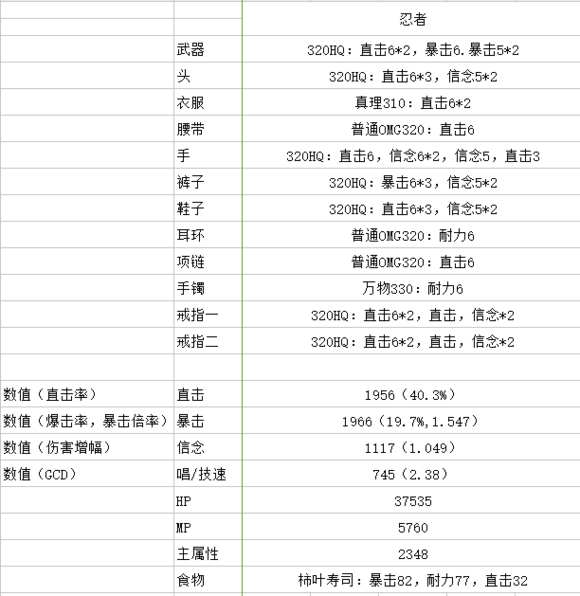 忍者
武器 320HQ：直击6*2，暴击6.暴击5*2
头 320HQ：直击6*3，信念5*2
衣服 真理310：直击6*2
腰带 普通OMG320：直击6
手 320HQ：直击6，信念6*2，信念5，直击3
裤子 320HQ：暴击6*3，信念5*2
鞋子 320HQ：直击6*3，信念5*2
耳环 普通OMG320：耐力6
项链 普通OMG320：直击6
手镯 万物330：耐力6
戒指一 320HQ：直击6*2，直击，信念*2
戒指二 320HQ：直击6*2，直击，信念*2
数值（直击率） 直击 1956（40.3%）
数值（爆击率，暴击倍率） 暴击 1966（19.7%,1.547）
数值（伤害增幅） 信念 1117（1.049）
数值（GCD） 唱/技速 745（2.38）
HP 37535
MP 5760
主属性 2348
食物 柿叶寿司：暴击82，耐力77，直击32